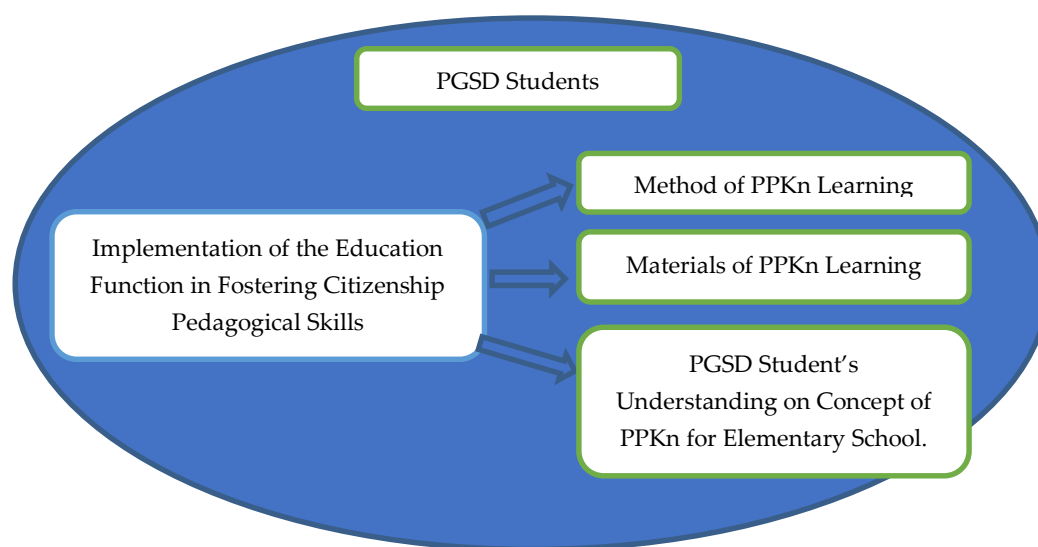 PGSD Students
Implementation of the Education
Function in Fostering Citizenship
Pedagogical Skills
Method of PPKn Learning
Materials of PPKn Learning
PGSD Student’s
Understanding on Concept of
PPKn for Elementary School.